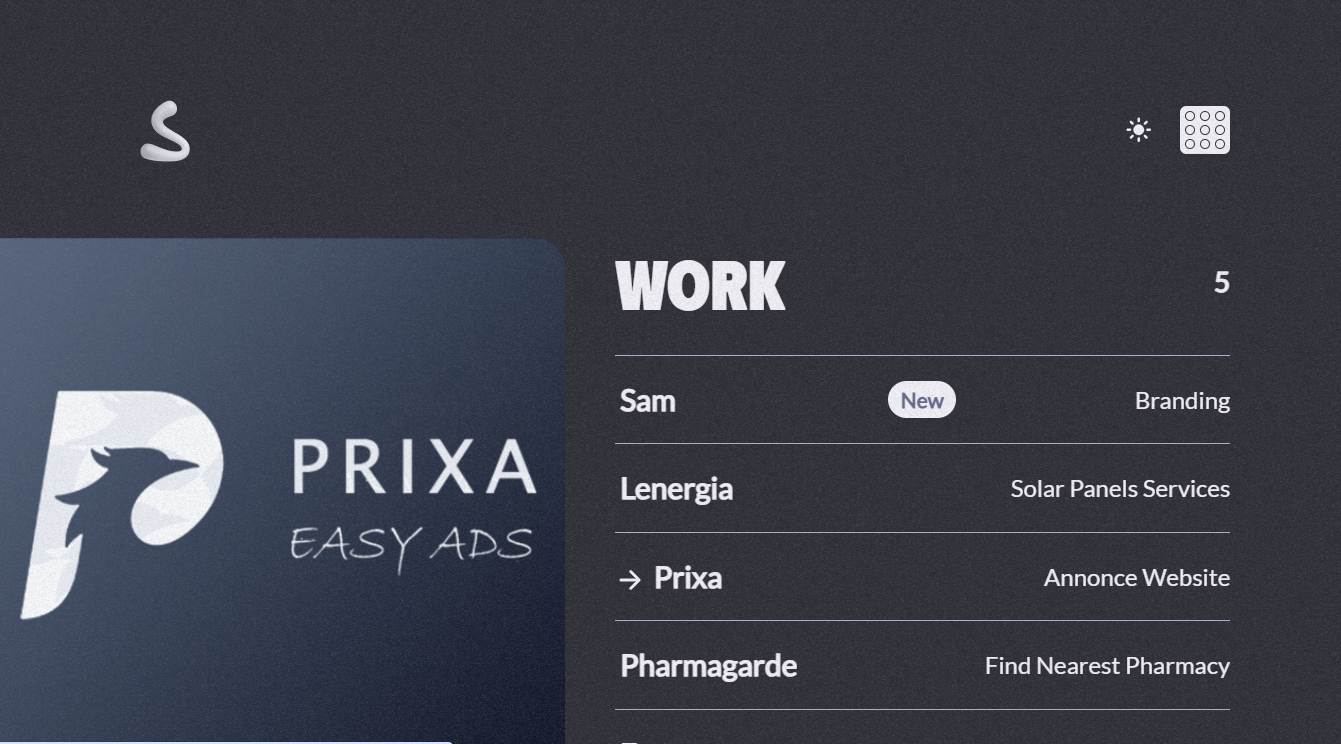 WORK
5
Sam
New
Branding
Lenergia
Solar Panels Services
→ Prixa
Annonce Website
Pharmagarde
Find Nearest Pharmacy
PRIXA
EASY ADS